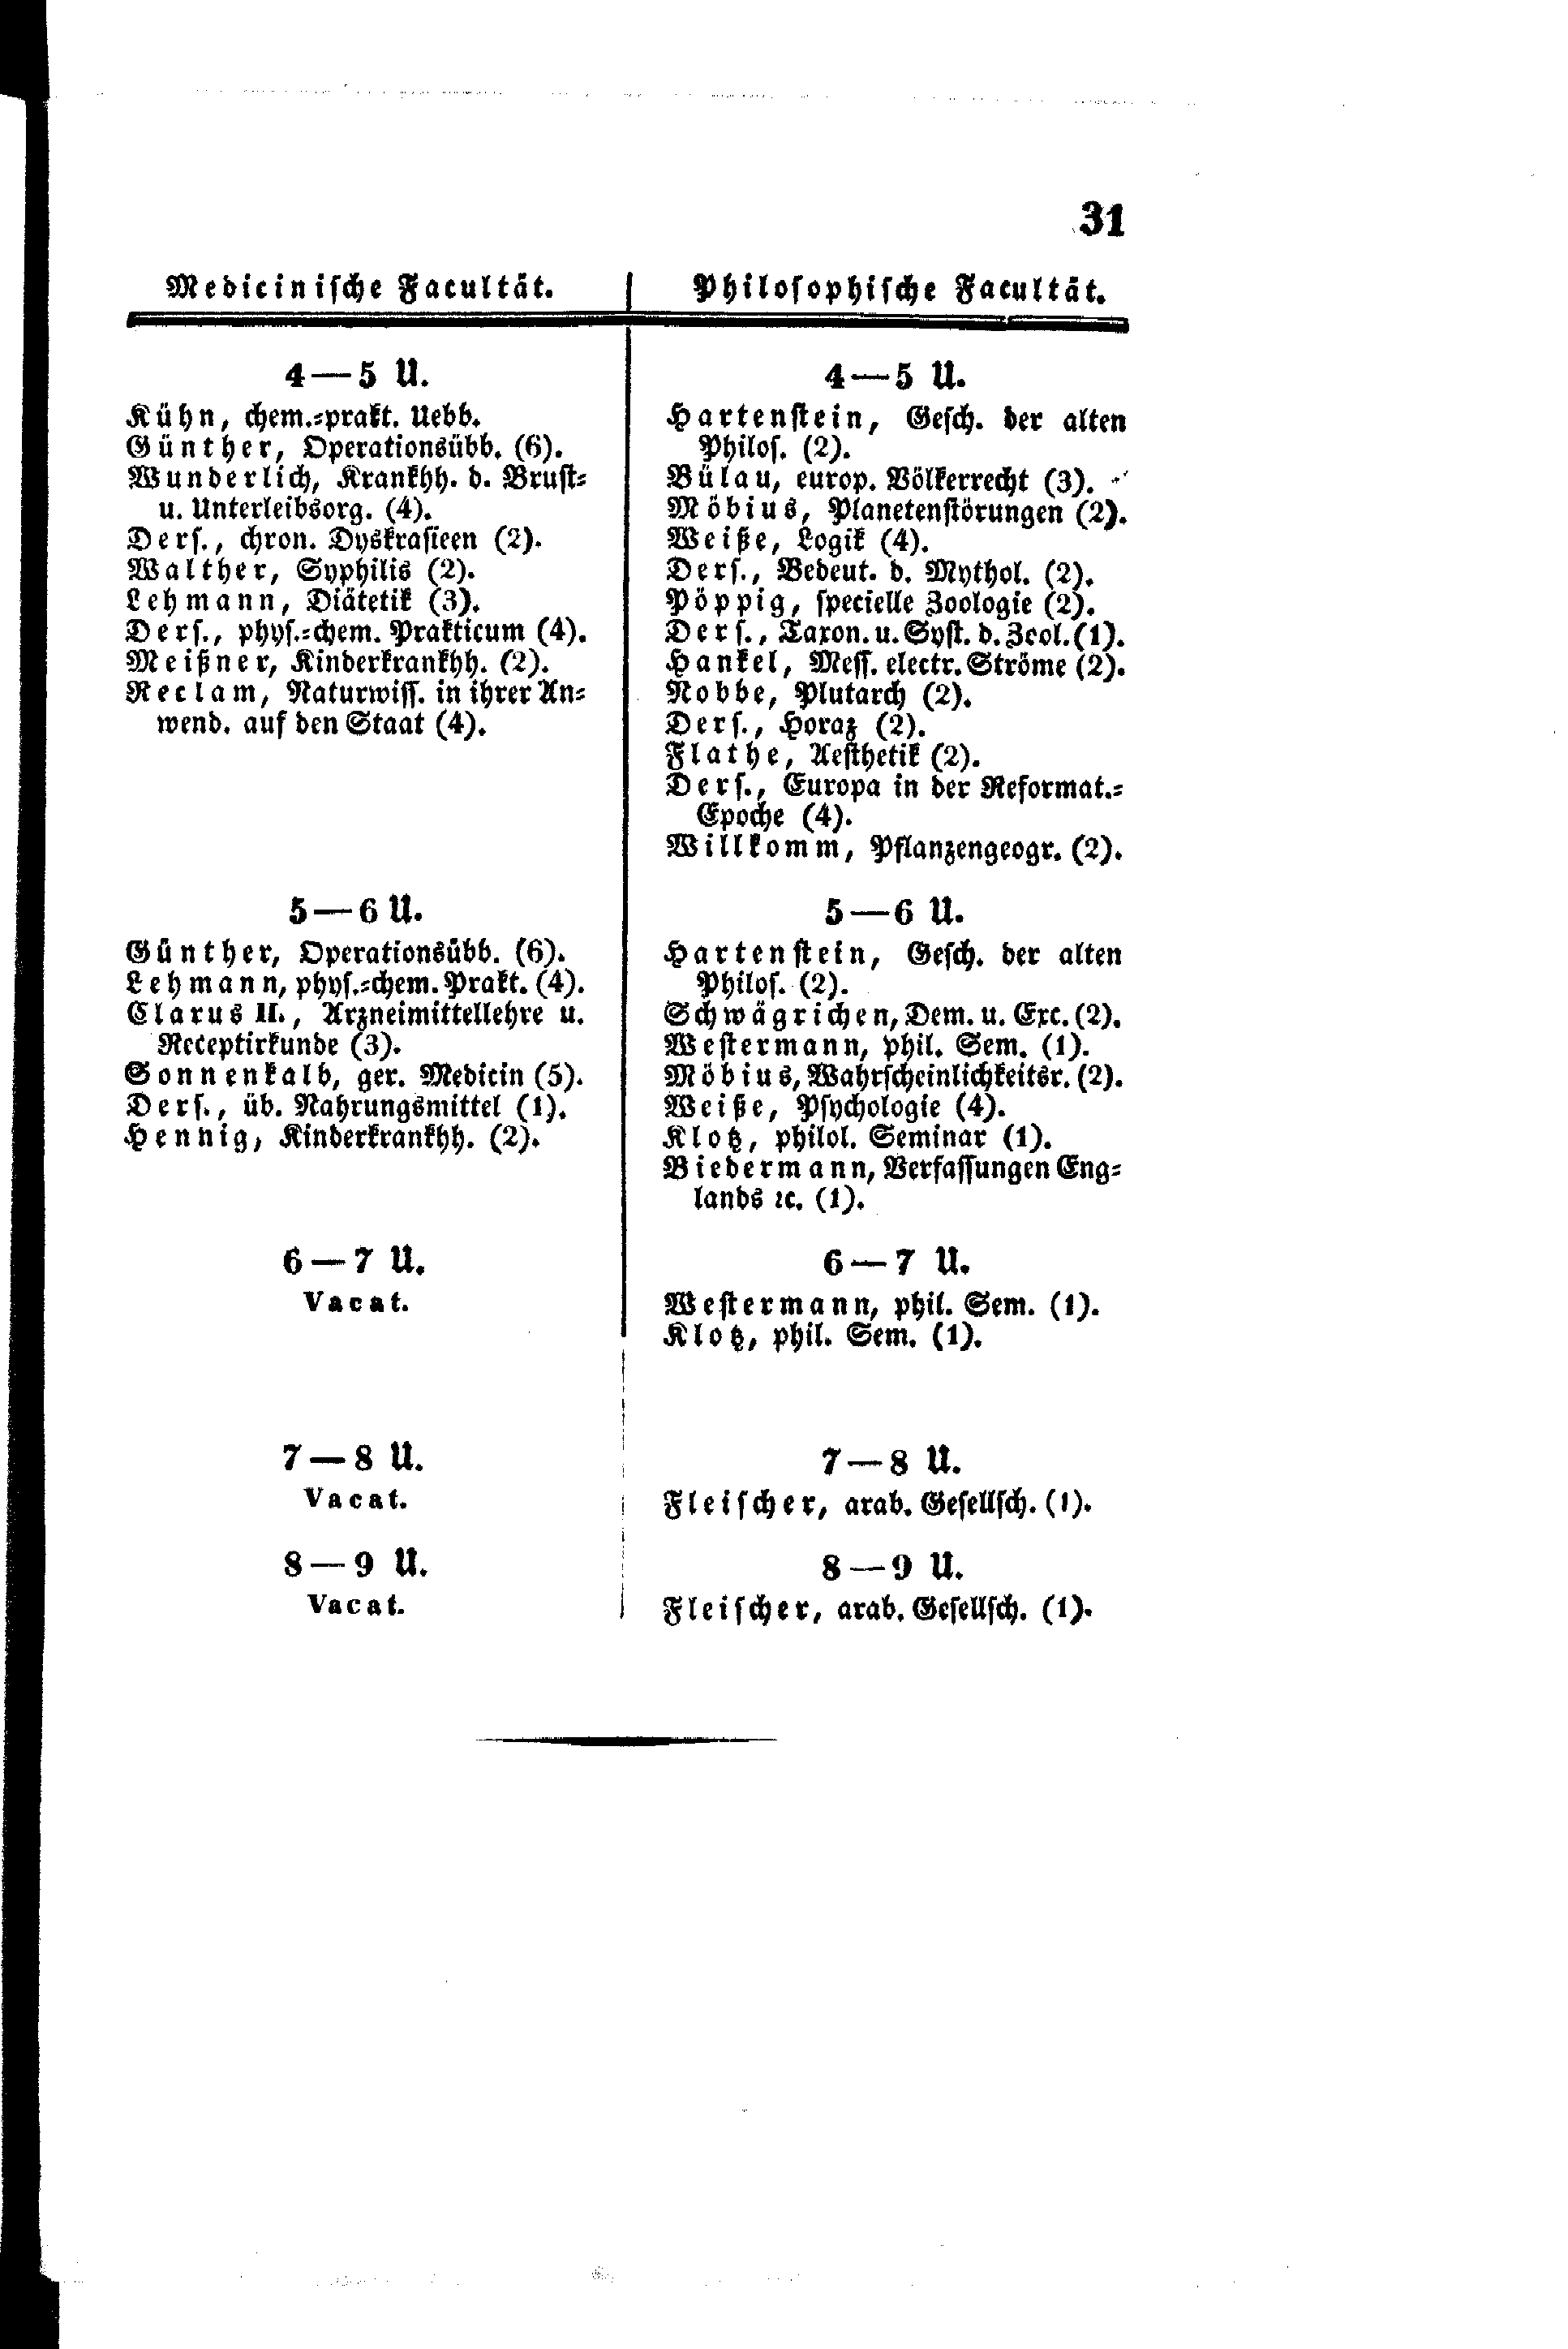 31
Medicinische Facultät.
4—5 U.
Kühn, chem.-prakt. Uebb.
Günther, Operationsübb. (6).
Wunderlich, Krankhh. d. Brust-
u. Unterleibsorg. (4).
Ders., chron. Dyskrasieen (2).
Walther, Syphilis (2).
Lehmann, Diätetik (3).
Ders., phys.-chem. Prakticum (4).
Meißner, Kinderkrankhh. (2).
Reclam, Naturwiss. in ihrer An-
wend. auf den Staat (4).
5—6 U.
Günther, Operationsübb. (6).
Lehmann, phys.-chem. Prakt. (4).
Clarus II., Arzneimittellehre u.
Receptirkunde (3).
Sonnenkalb, ger. Medicin (5).
Ders., üb. Nahrungsmittel (1).
Hennig, Kinderkrankhh. (2).
6—7 U.
Vacat.
7—8 U.
Vacat.
8—9 U.
Vacat.
Philosophische Facultät.
4—5 U.
Hartenstein, Gesch. der alten
Philos. (2).
Bülau, europ. Völkerrecht (3).
Möbius, Planetenstörungen (2).
Weiße, Logik (4).
Ders., Bedeut. d. Mythol. (2).
Pöppig, specielle Zoologie (2).
Ders., Taxon. u. Syst. d. Zool. (1).
Hankel, Mess. electr. Ströme (2).
Nobbe, Plutarch (2).
Ders., Horaz (2).
Flathe, Aesthetik (2).
Ders., Europa in der Reformat.-
Epoche (4).
Willkomm, Pflanzengeogr. (2).
5—6 U.
Hartenstein, Gesch. der alten
Philos. (2).
Schwägrichen, Dem. u. Exc. (2).
Westermann, phil. Sem. (1).
Möbius, Wahrscheinlichkeitsr. (2).
Weiße, Psychologie (4).
Klotz, philol. Seminar (1).
Biedermann, Verfassungen Eng-
lands ꝛc. (1).
6—7 U.
Westermann, phil. Sem. (1).
Klotz, phil. Sem. (1).
7—8 U.
Fleischer, arab. Gesellsch. (1).
8—9 U.
Fleischer, arab. Gesellsch. (1).